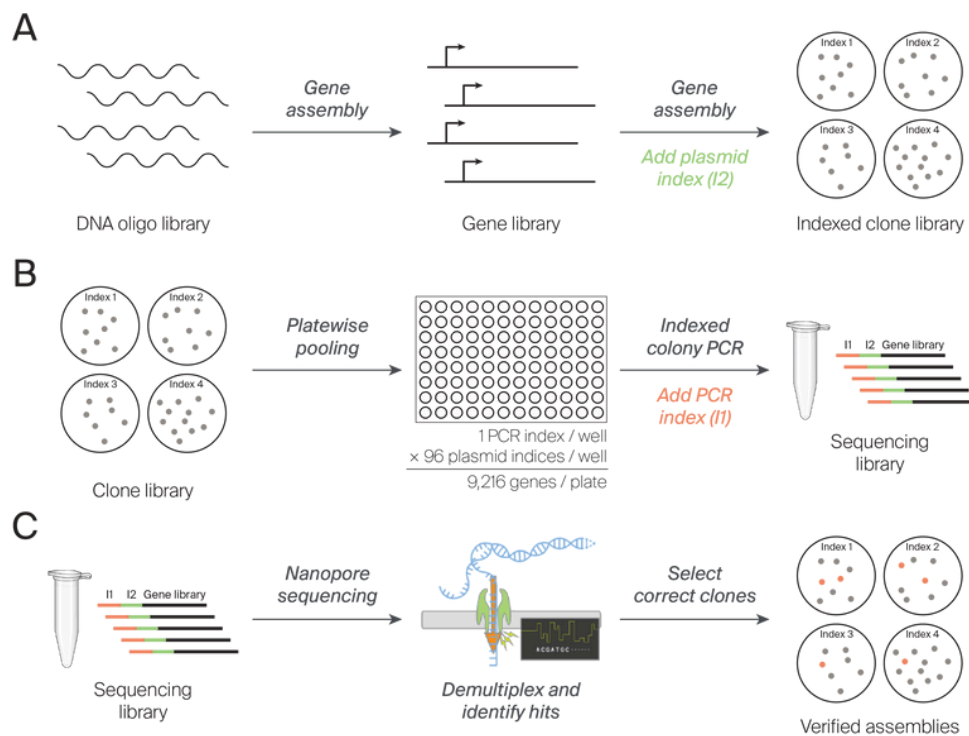 A
Gene
assembly
Gene
assembly
Add plasmid
index (I2)
Index 1
Index 2
Index 3
Index 4
DNA oligo library
Gene library
Indexed clone library
B
Index 1
Index 2
Index 3
Index 4
Platewise
pooling
1 PCR index / well
× 96 plasmid indices / well
9,216 genes / plate
Indexed
colony PCR
Add PCR
index (I1)
I1 I2 Gene library
Clone library
Sequencing
library
C
I1 I2 Gene library
Sequencing
library
Nanopore
sequencing
ACGATGC······
Demultiplex and
identify hits
Select
correct clones
Index 1
Index 2
Index 3
Index 4
Verified assemblies